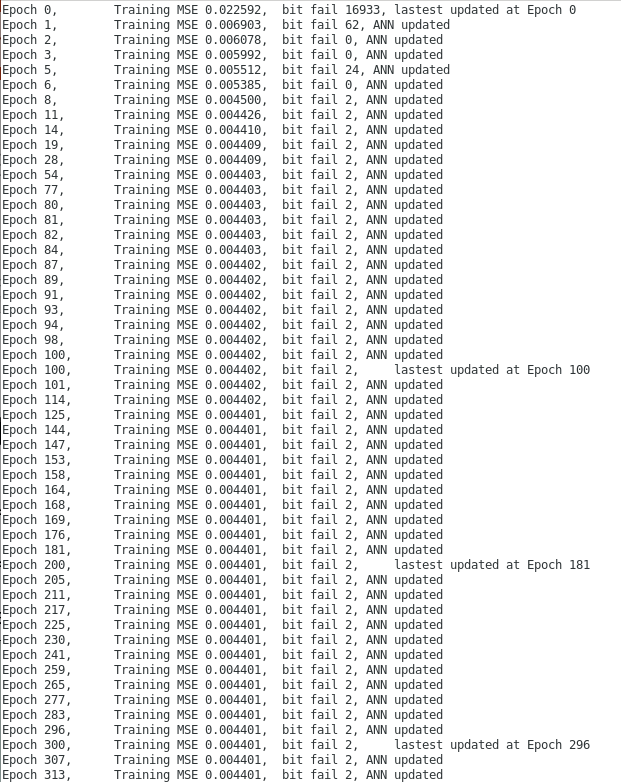 Epoch 0, Training MSE 0.022592, bit fail 16933, lastest updated at Epoch 0
Epoch 1, Training MSE 0.006903, bit fail 62, ANN updated
Epoch 2, Training MSE 0.006078, bit fail 0, ANN updated
Epoch 3, Training MSE 0.005992, bit fail 0, ANN updated
Epoch 5, Training MSE 0.005512, bit fail 24, ANN updated
Epoch 6, Training MSE 0.005385, bit fail 0, ANN updated
Epoch 8, Training MSE 0.004500, bit fail 2, ANN updated
Epoch 11, Training MSE 0.004426, bit fail 2, ANN updated
Epoch 14, Training MSE 0.004410, bit fail 2, ANN updated
Epoch 19, Training MSE 0.004409, bit fail 2, ANN updated
Epoch 28, Training MSE 0.004409, bit fail 2, ANN updated
Epoch 54, Training MSE 0.004403, bit fail 2, ANN updated
Epoch 77, Training MSE 0.004403, bit fail 2, ANN updated
Epoch 80, Training MSE 0.004403, bit fail 2, ANN updated
Epoch 81, Training MSE 0.004403, bit fail 2, ANN updated
Epoch 82, Training MSE 0.004403, bit fail 2, ANN updated
Epoch 84, Training MSE 0.004403, bit fail 2, ANN updated
Epoch 87, Training MSE 0.004402, bit fail 2, ANN updated
Epoch 89, Training MSE 0.004402, bit fail 2, ANN updated
Epoch 91, Training MSE 0.004402, bit fail 2, ANN updated
Epoch 93, Training MSE 0.004402, bit fail 2, ANN updated
Epoch 94, Training MSE 0.004402, bit fail 2, ANN updated
Epoch 98, Training MSE 0.004402, bit fail 2, ANN updated
Epoch 100, Training MSE 0.004402, bit fail 2, ANN updated
Epoch 100, Training MSE 0.004402, bit fail 2, lastest updated at Epoch 100
Epoch 101, Training MSE 0.004402, bit fail 2, ANN updated
Epoch 114, Training MSE 0.004402, bit fail 2, ANN updated
Epoch 125, Training MSE 0.004401, bit fail 2, ANN updated
Epoch 144, Training MSE 0.004401, bit fail 2, ANN updated
Epoch 147, Training MSE 0.004401, bit fail 2, ANN updated
Epoch 153, Training MSE 0.004401, bit fail 2, ANN updated
Epoch 158, Training MSE 0.004401, bit fail 2, ANN updated
Epoch 164, Training MSE 0.004401, bit fail 2, ANN updated
Epoch 168, Training MSE 0.004401, bit fail 2, ANN updated
Epoch 169, Training MSE 0.004401, bit fail 2, ANN updated
Epoch 176, Training MSE 0.004401, bit fail 2, ANN updated
Epoch 181, Training MSE 0.004401, bit fail 2, ANN updated
Epoch 200, Training MSE 0.004401, bit fail 2, lastest updated at Epoch 181
Epoch 205, Training MSE 0.004401, bit fail 2, ANN updated
Epoch 211, Training MSE 0.004401, bit fail 2, ANN updated
Epoch 217, Training MSE 0.004401, bit fail 2, ANN updated
Epoch 225, Training MSE 0.004401, bit fail 2, ANN updated
Epoch 230, Training MSE 0.004401, bit fail 2, ANN updated
Epoch 241, Training MSE 0.004401, bit fail 2, ANN updated
Epoch 259, Training MSE 0.004401, bit fail 2, ANN updated
Epoch 265, Training MSE 0.004401, bit fail 2, ANN updated
Epoch 277, Training MSE 0.004401, bit fail 2, ANN updated
Epoch 283, Training MSE 0.004401, bit fail 2, ANN updated
Epoch 296, Training MSE 0.004401, bit fail 2, ANN updated
Epoch 300, Training MSE 0.004401, bit fail 2, lastest updated at Epoch 296
Epoch 307, Training MSE 0.004401, bit fail 2, ANN updated
Epoch 313, Training MSE 0.004401, bit fail 2, ANN updated